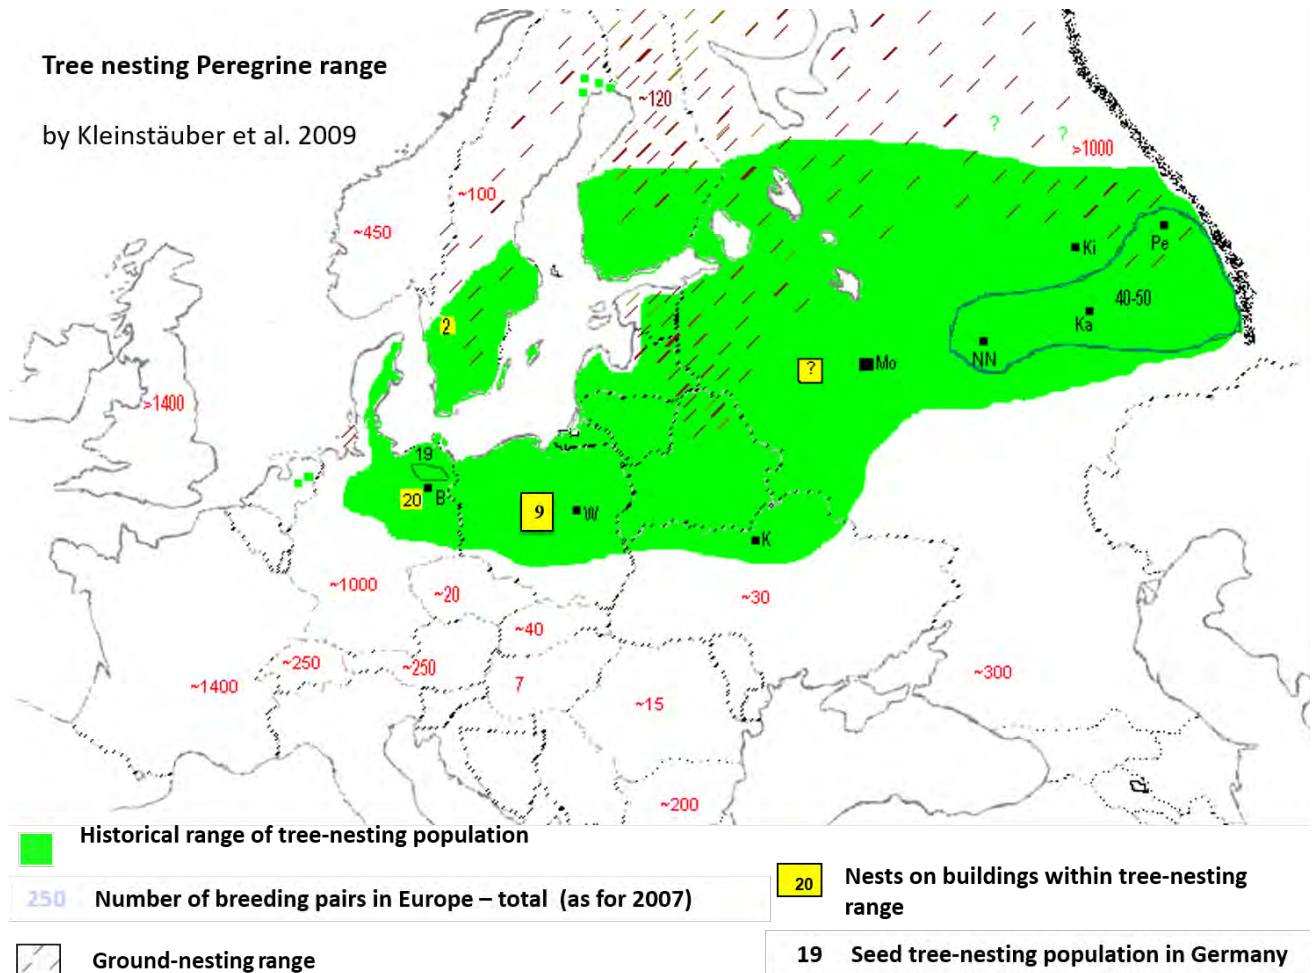 Tree nesting Peregrine range
by Kleinstäuber et al. 2009
~120
?
?
>1000
~100
~450
Ki
Pe
40-50
Ka
2
NN
?
Mo
>1400
19
20
B
9
W
K
~1000
~20
~30
~40
~250
~250
7
~1400
~300
~15
~200
Historical range of tree-nesting population
250 Number of breeding pairs in Europe – total (as for 2007)
Ground-nesting range
20 Nests on buildings within tree-nesting
range
19 Seed tree-nesting population in Germany